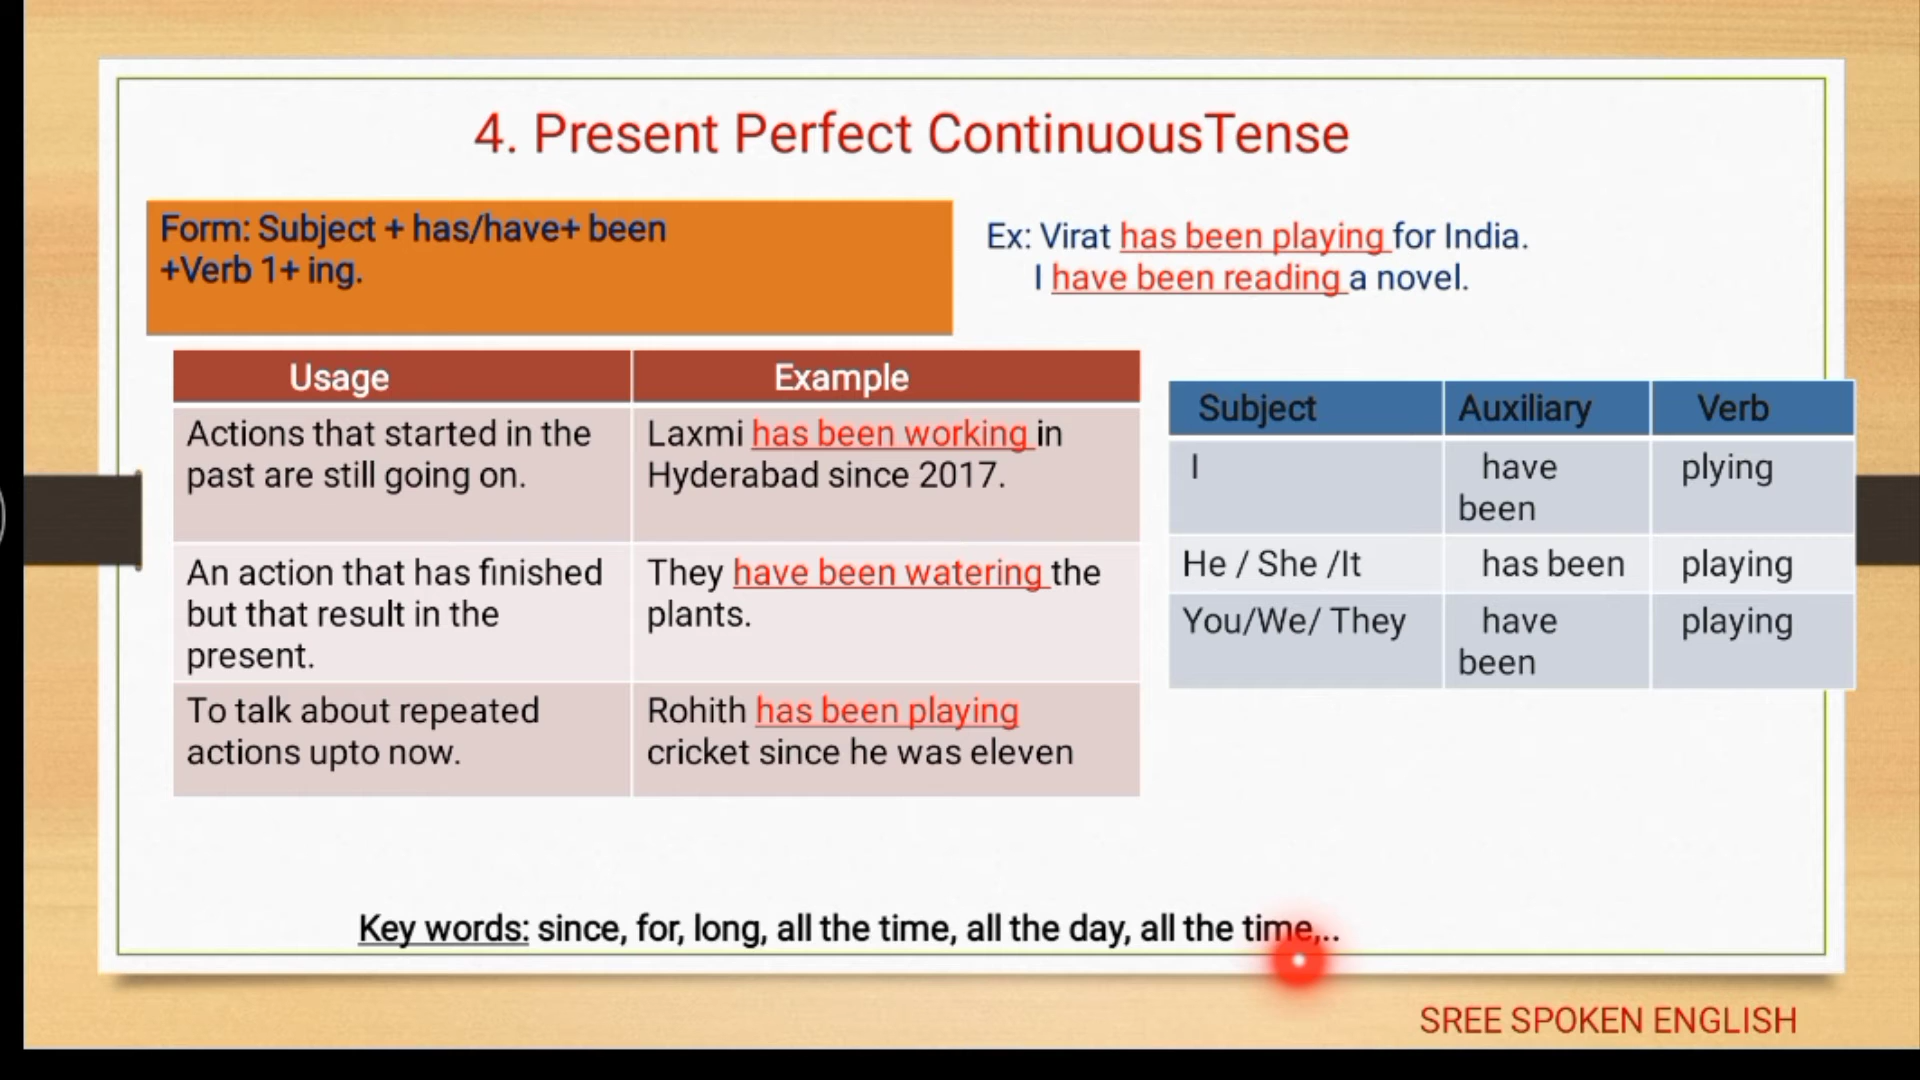 4. Present Perfect ContinuousTense
Form: Subject + has/have+ been
+Verb 1+ ing.
Ex: Virat has been playing for India.
I have been reading a novel.
Usage Example
Actions that started in the
past are still going on.
Laxmi has been working in
Hyderabad since 2017.
An action that has finished
but that result in the
present.
They have been watering the
plants.
To talk about repeated
actions upto now.
Rohith has been playing
cricket since he was eleven
Subject Auxiliary Verb
I have plying
been
He / She /It has been playing
You/We/ They have playing
been
Key words: since, for, long, all the time, all the day, all the time,..
SREE SPOKEN ENGLISH